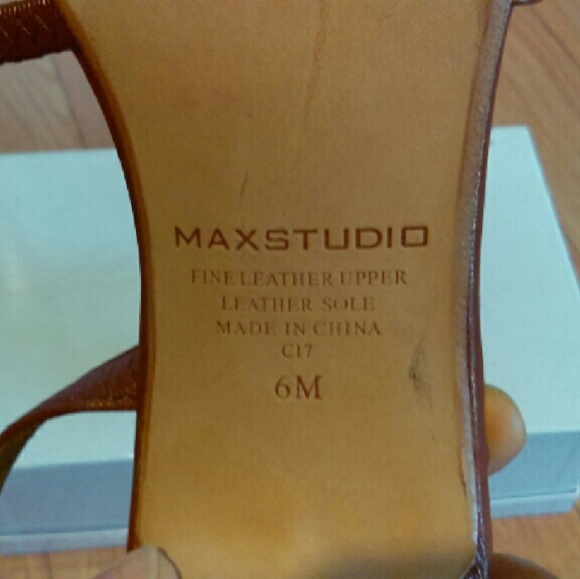 MAXSTUDIO
FINE LEATHER UPPER
LEATHER SOLE
MADE IN CHINA
C17
6M